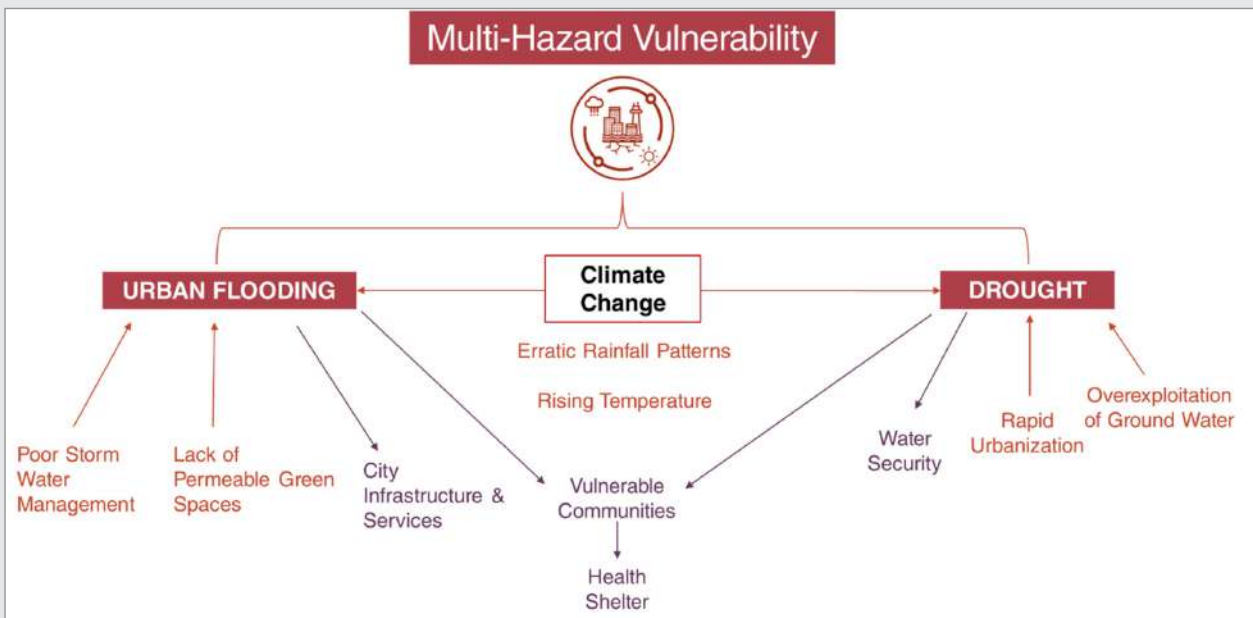 Multi-Hazard Vulnerability
URBAN FLOODING
Climate
Change
DROUGHT
Erratic Rainfall Patterns
Rising Temperature
Poor Storm
Water
Management
Lack of
Permeable Green
Spaces
City
Infrastructure &
Services
Vulnerable
Communities
Health
Shelter
Water
Security
Rapid
Urbanization
Overexploitation
of Ground Water